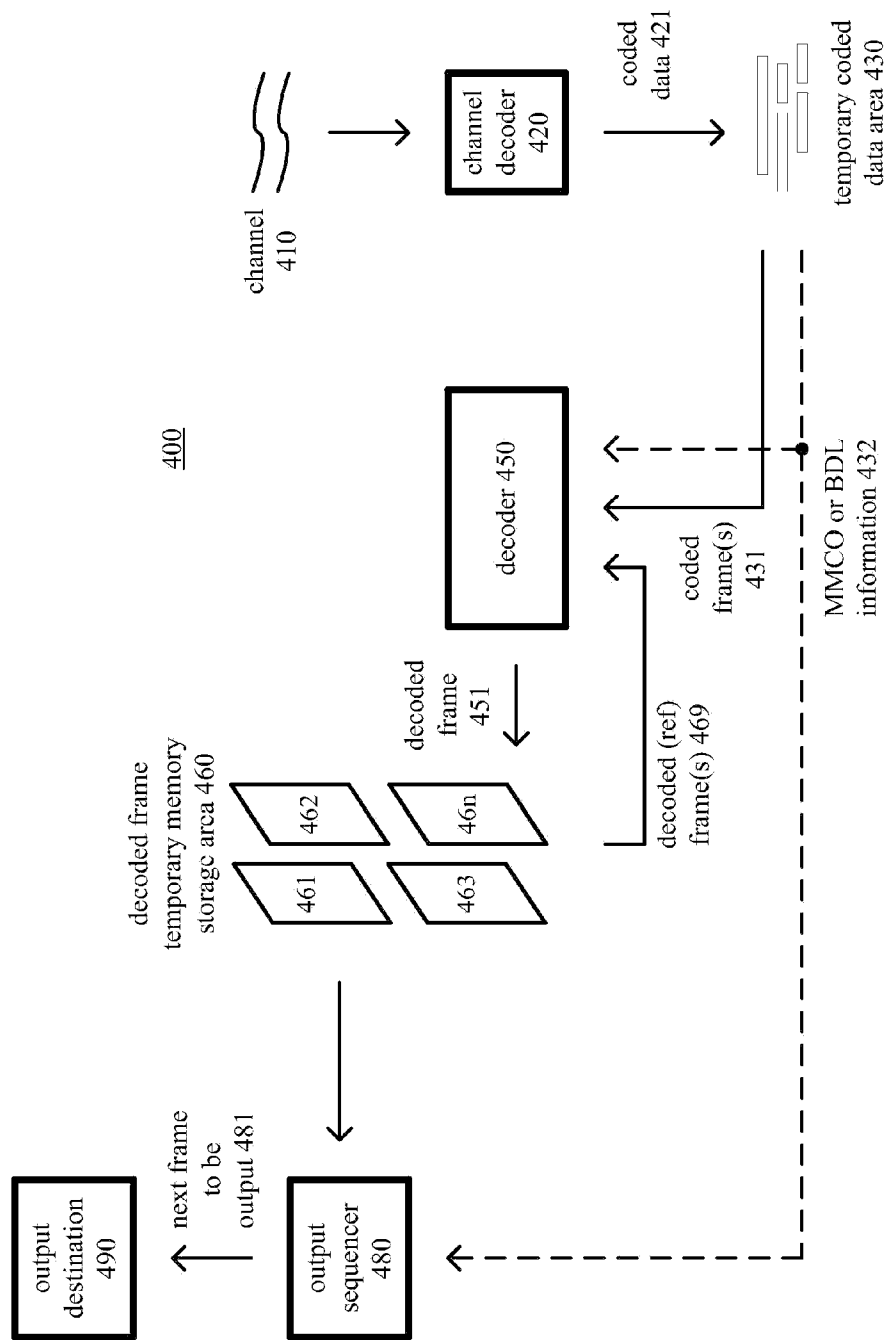 output
destination
490
next frame
to be
output 481
output
sequencer
480
decoded frame
temporary memory
storage area 460
461
462
463
46n
decoded
frame
451
decoded (ref)
frame(s) 469
400
decoder 450
coded
frame(s)
431
MMCO or BDL
information 432
channel
410
channel
decoder
420
coded
data 421
temporary coded
data area 430